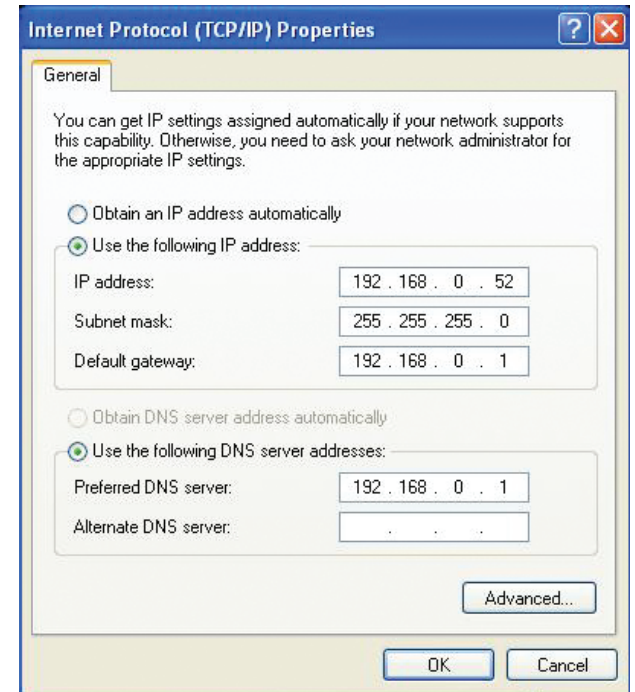 Internet Protocol (TCP/IP) Properties
General
You can get IP settings assigned automatically if your network supports
this capability. Otherwise, you need to ask your network administrator for
the appropriate IP settings.
Obtain an IP address automatically
Use the following IP address:
IP address: 192 . 168 . 0 . 52
Subnet mask: 255 . 255 . 255 . 0
Default gateway: 192 . 168 . 0 . 1
Obtain DNS server address automatically
Use the following DNS server addresses:
Preferred DNS server: 192 . 168 . 0 . 1
Alternate DNS server: . . .
Advanced...
OK Cancel